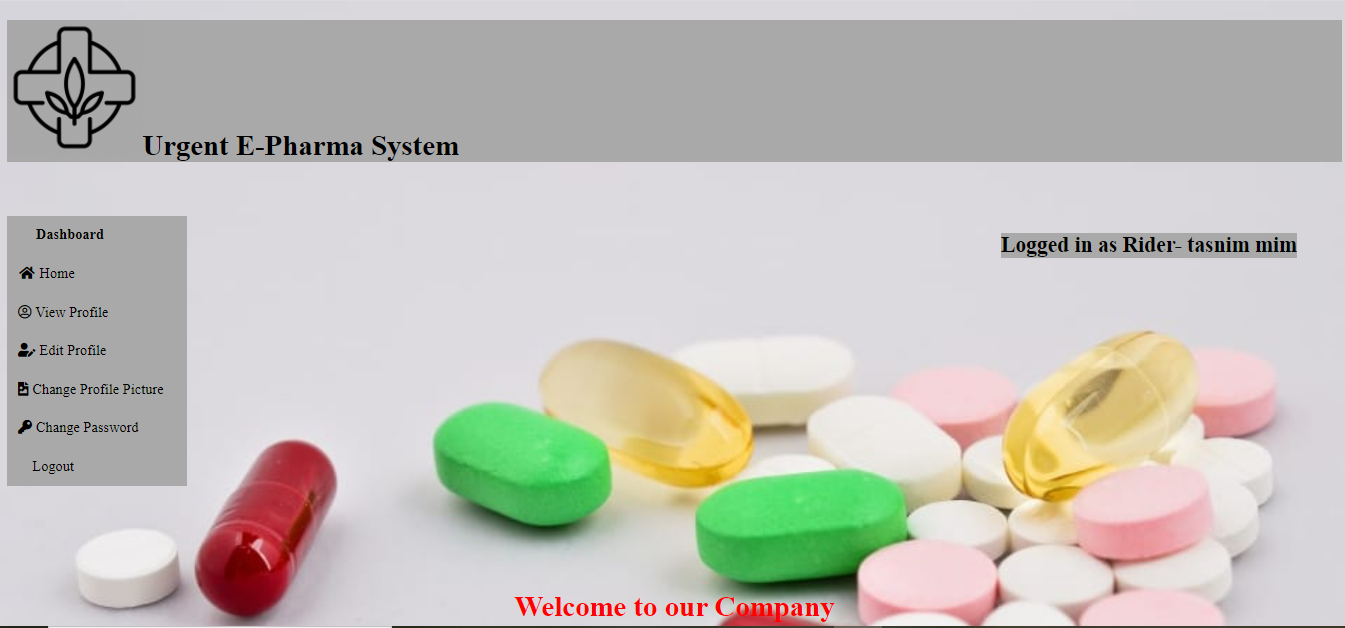 Urgent E-Pharma System
Dashboard
Logged in as Rider- tasnim mim
Home
View Profile
Edit Profile
Change Profile Picture
Change Password
Logout
Welcome to our Company